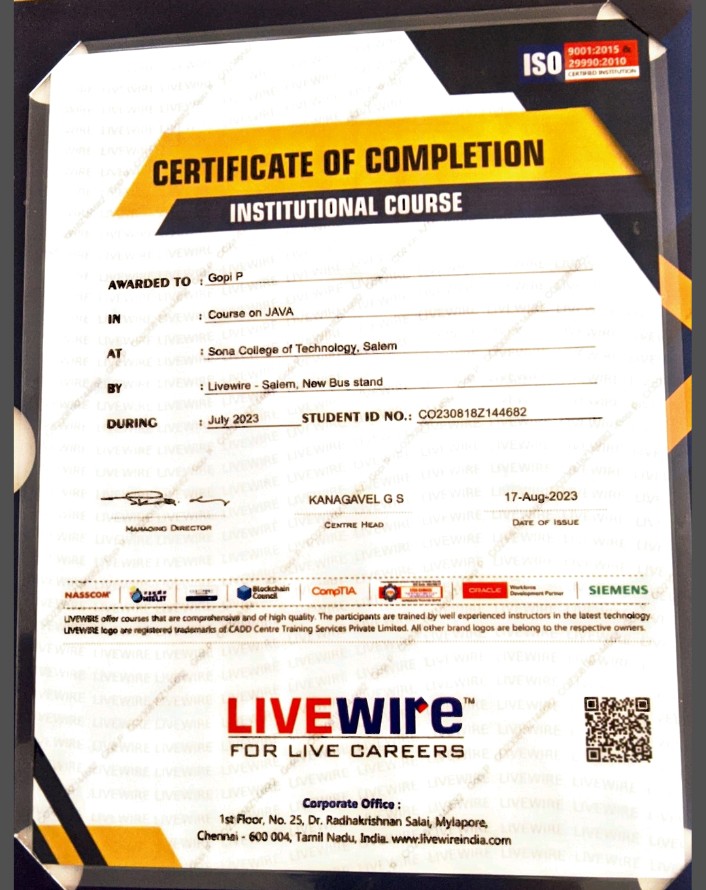 ISO 9001:2015 &
29990:2010
CERTIFIED INSTITUTION
CERTIFICATE OF COMPLETION
INSTITUTIONAL COURSE
AWARDED TO : Gopi P
IN : Course on JAVA
AT : Sona College of Technology, Salem
BY : Livewire - Salem, New Bus stand
DURING : July 2023 STUDENT ID NO.: CO230818Z144682
KANAGAVEL G S 17-Aug-2023
MANAGING DIRECTOR CENTRE HEAD DATE OF ISSUE
NASSCOM Blockchain Council CompTIA ORACLE Workforce Development Partner SIEMENS
LIVEWIRE offer courses that are comprehensive and of high quality. The participants are trained by well experienced instructors in the latest technology
LIVEWIRE logo are registered trademarks of CADD Centre Training Services Private Limited. All other brand logos are belong to the respective owners.
LIVEWIRE™
FOR LIVE CAREERS
Corporate Office :
1st Floor, No. 25, Dr. Radhakrishnan Salai, Mylapore,
Chennai - 600 004, Tamil Nadu, India. www.livewireindia.com